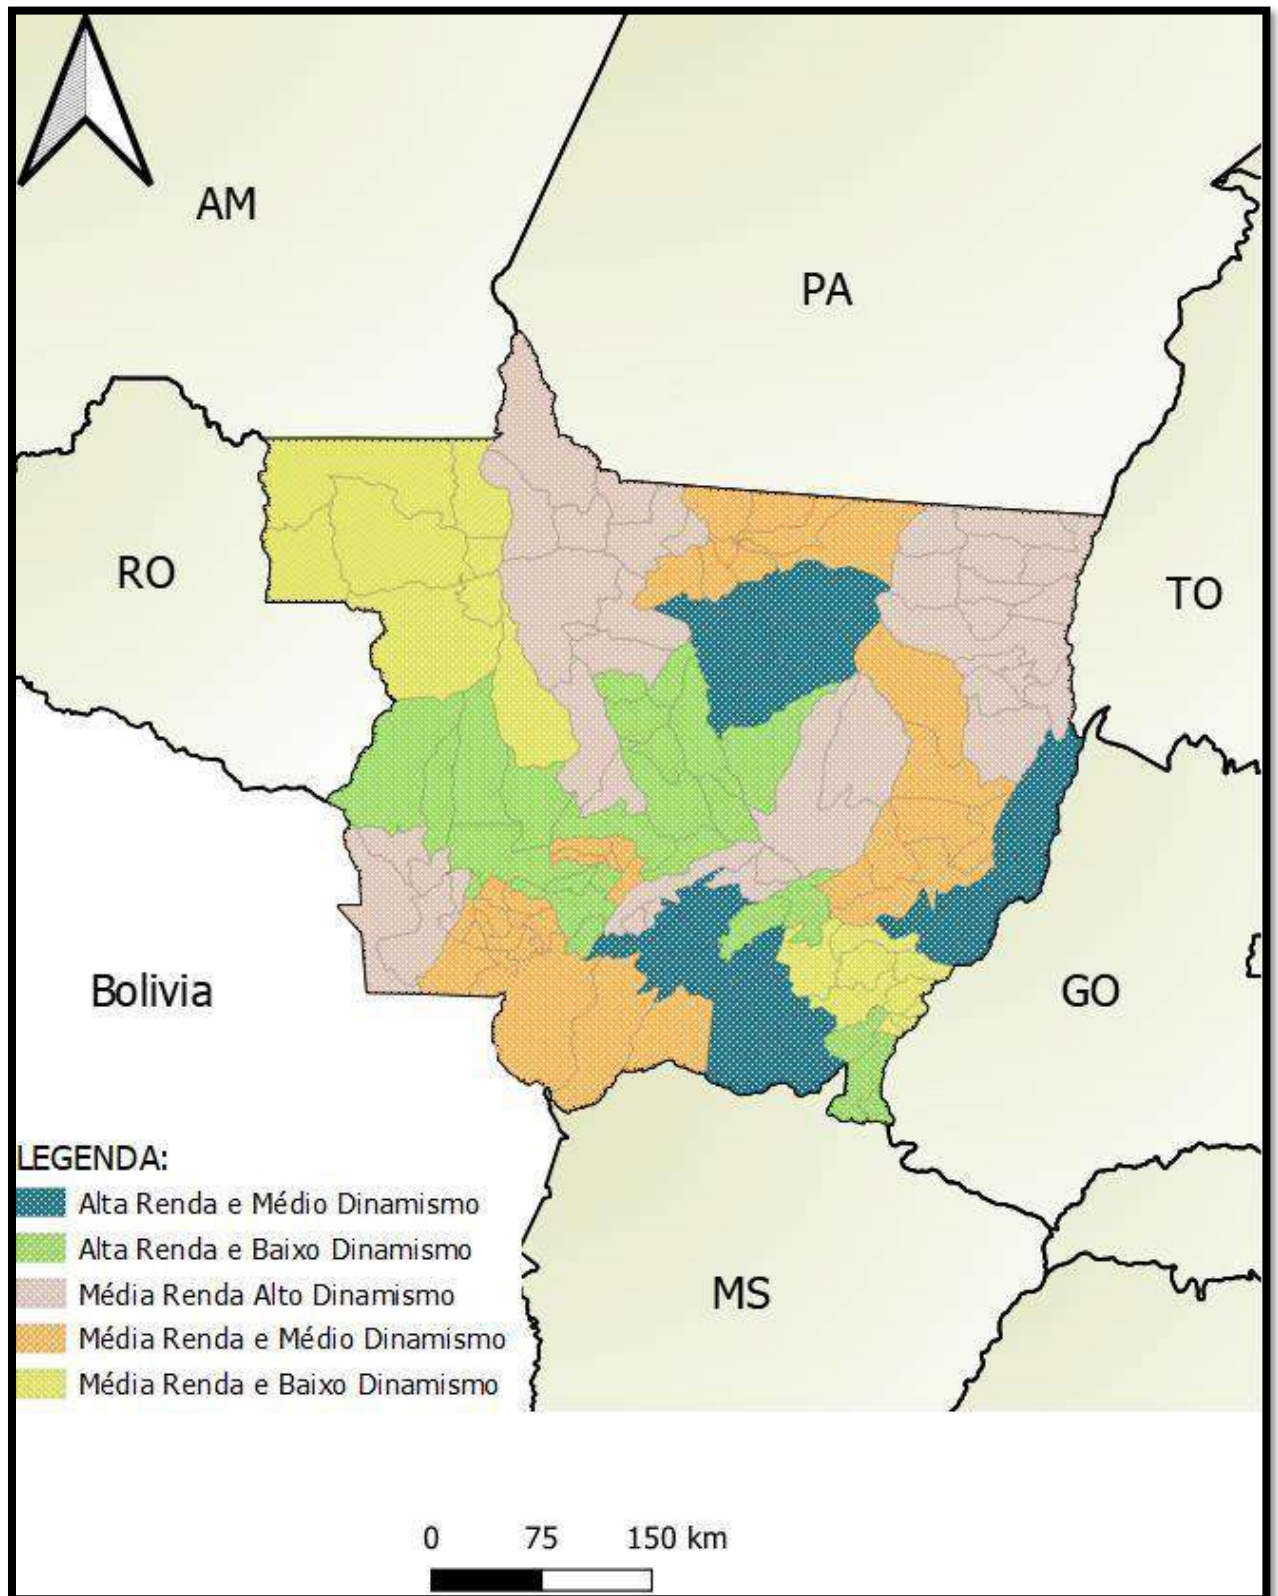 AM
PA
RO
TO
Bolivia
GO
LEGENDA:
Alta Renda e Médio Dinamismo
Alta Renda e Baixo Dinamismo
Média Renda Alto Dinamismo
MS
Média Renda e Médio Dinamismo
Média Renda e Baixo Dinamismo
0 75 150 km